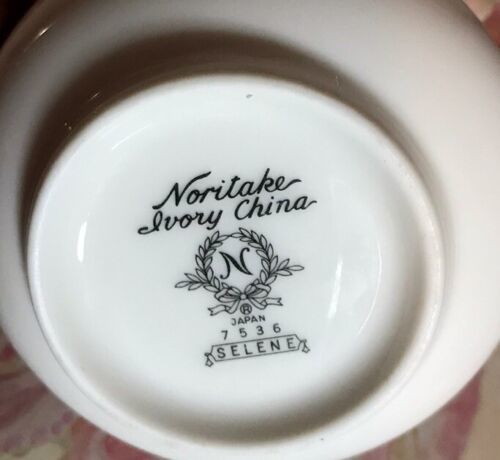 Noritake
Ivory China
N
®
JAPAN
7536
SELENE